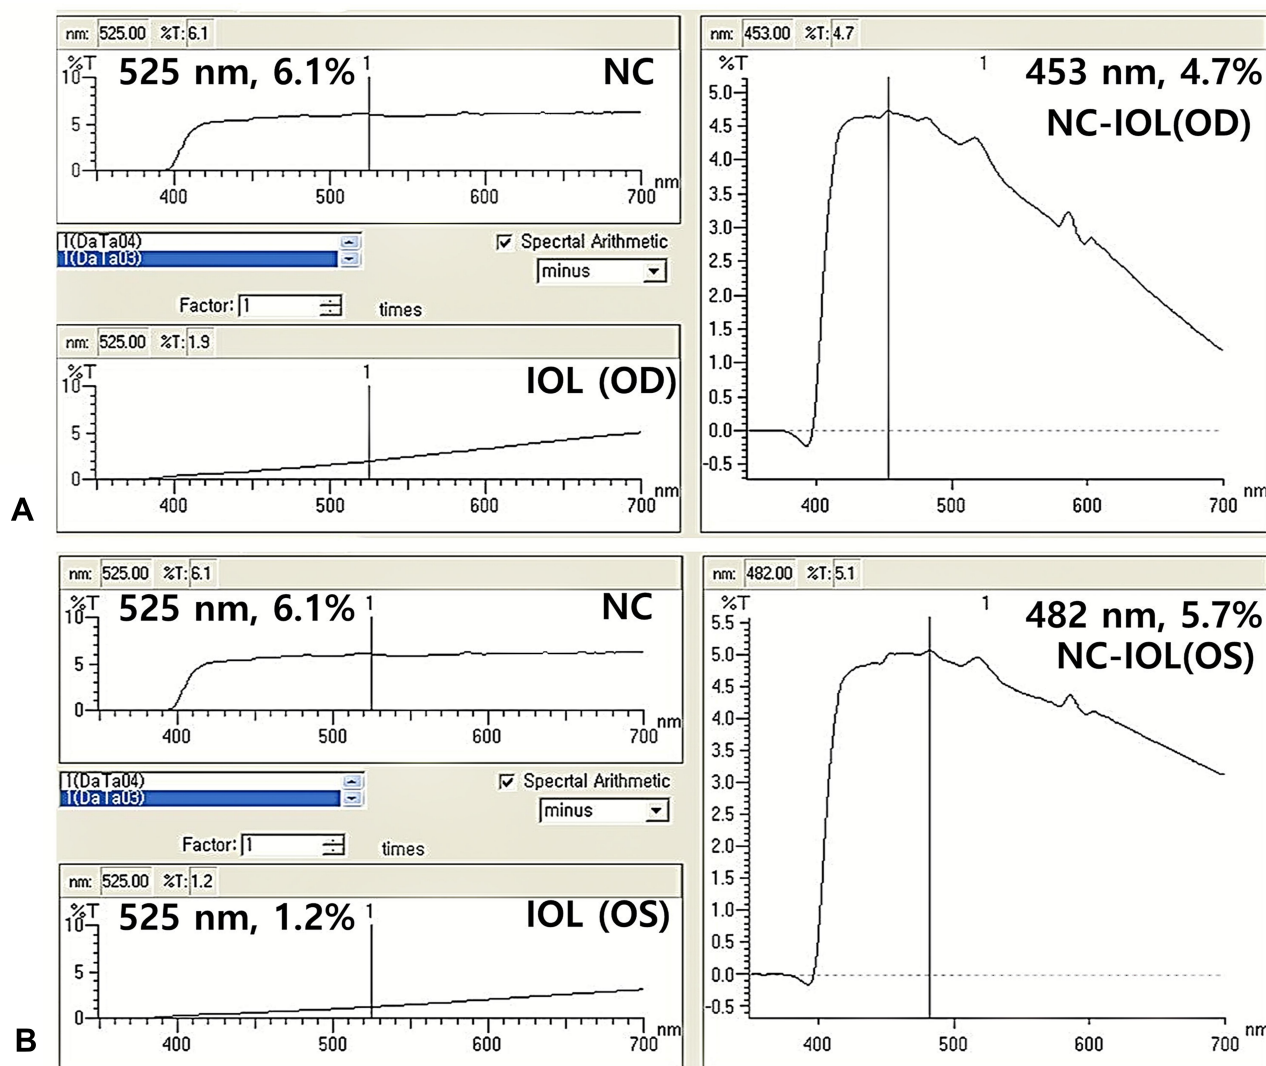 nm: 525.00 %T: 6.1
%T
525 nm, 6.1% 1 NC
10
5
0
400 500 600 700 nm
1(DaTa04)
1(DaTa03)
Specrtal Arithmetic
minus
Factor: 1 times
nm: 525.00 %T: 1.9
%T
1 IOL (OD)
10
5
0
400 500 600 700 nm
nm: 453.00 %T: 4.7
%T 1 453 nm, 4.7%
NC-IOL(OD)
5.0
4.5
4.0
3.5
3.0
2.5
2.0
1.5
1.0
0.5
0.0
-0.5
400 500 600 700 nm
A
nm: 525.00 %T: 6.1
%T
525 nm, 6.1% 1 NC
10
5
0
400 500 600 700 nm
1(DaTa04)
1(DaTa03)
Specrtal Arithmetic
minus
Factor: 1 times
nm: 525.00 %T: 1.2
%T
525 nm, 1.2% 1 IOL (OS)
10
5
0
400 500 600 700 nm
nm: 482.00 %T: 5.1
%T 1 482 nm, 5.7%
NC-IOL(OS)
5.5
5.0
4.5
4.0
3.5
3.0
2.5
2.0
1.5
1.0
0.5
0.0
-0.5
400 500 600 700 nm
B